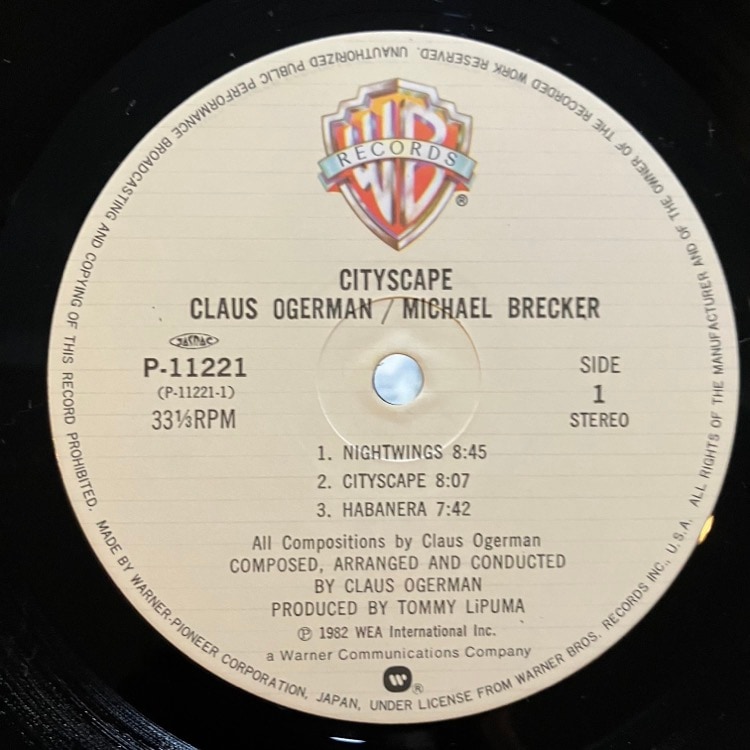 WB
RECORDS
®
CITYSCAPE
CLAUS OGERMAN / MICHAEL BRECKER
JASRAC
P-11221
(P-11221-1)
33⅓RPM
SIDE
1
STEREO
1. NIGHTWINGS 8:45
2. CITYSCAPE 8:07
3. HABANERA 7:42
All Compositions by Claus Ogerman
COMPOSED, ARRANGED AND CONDUCTED
BY CLAUS OGERMAN
PRODUCED BY TOMMY LiPUMA
℗ 1982 WEA International Inc.
a Warner Communications Company
®
ALL RIGHTS OF THE MANUFACTURER AND OF THE OWNER OF THE RECORDED WORK RESERVED. UNAUTHORIZED PUBLIC PERFORMANCE BROADCASTING AND COPYING OF THIS RECORD PROHIBITED. MADE BY WARNER-PIONEER CORPORATION, JAPAN, UNDER LICENSE FROM WARNER BROS. RECORDS INC., U.S.A.